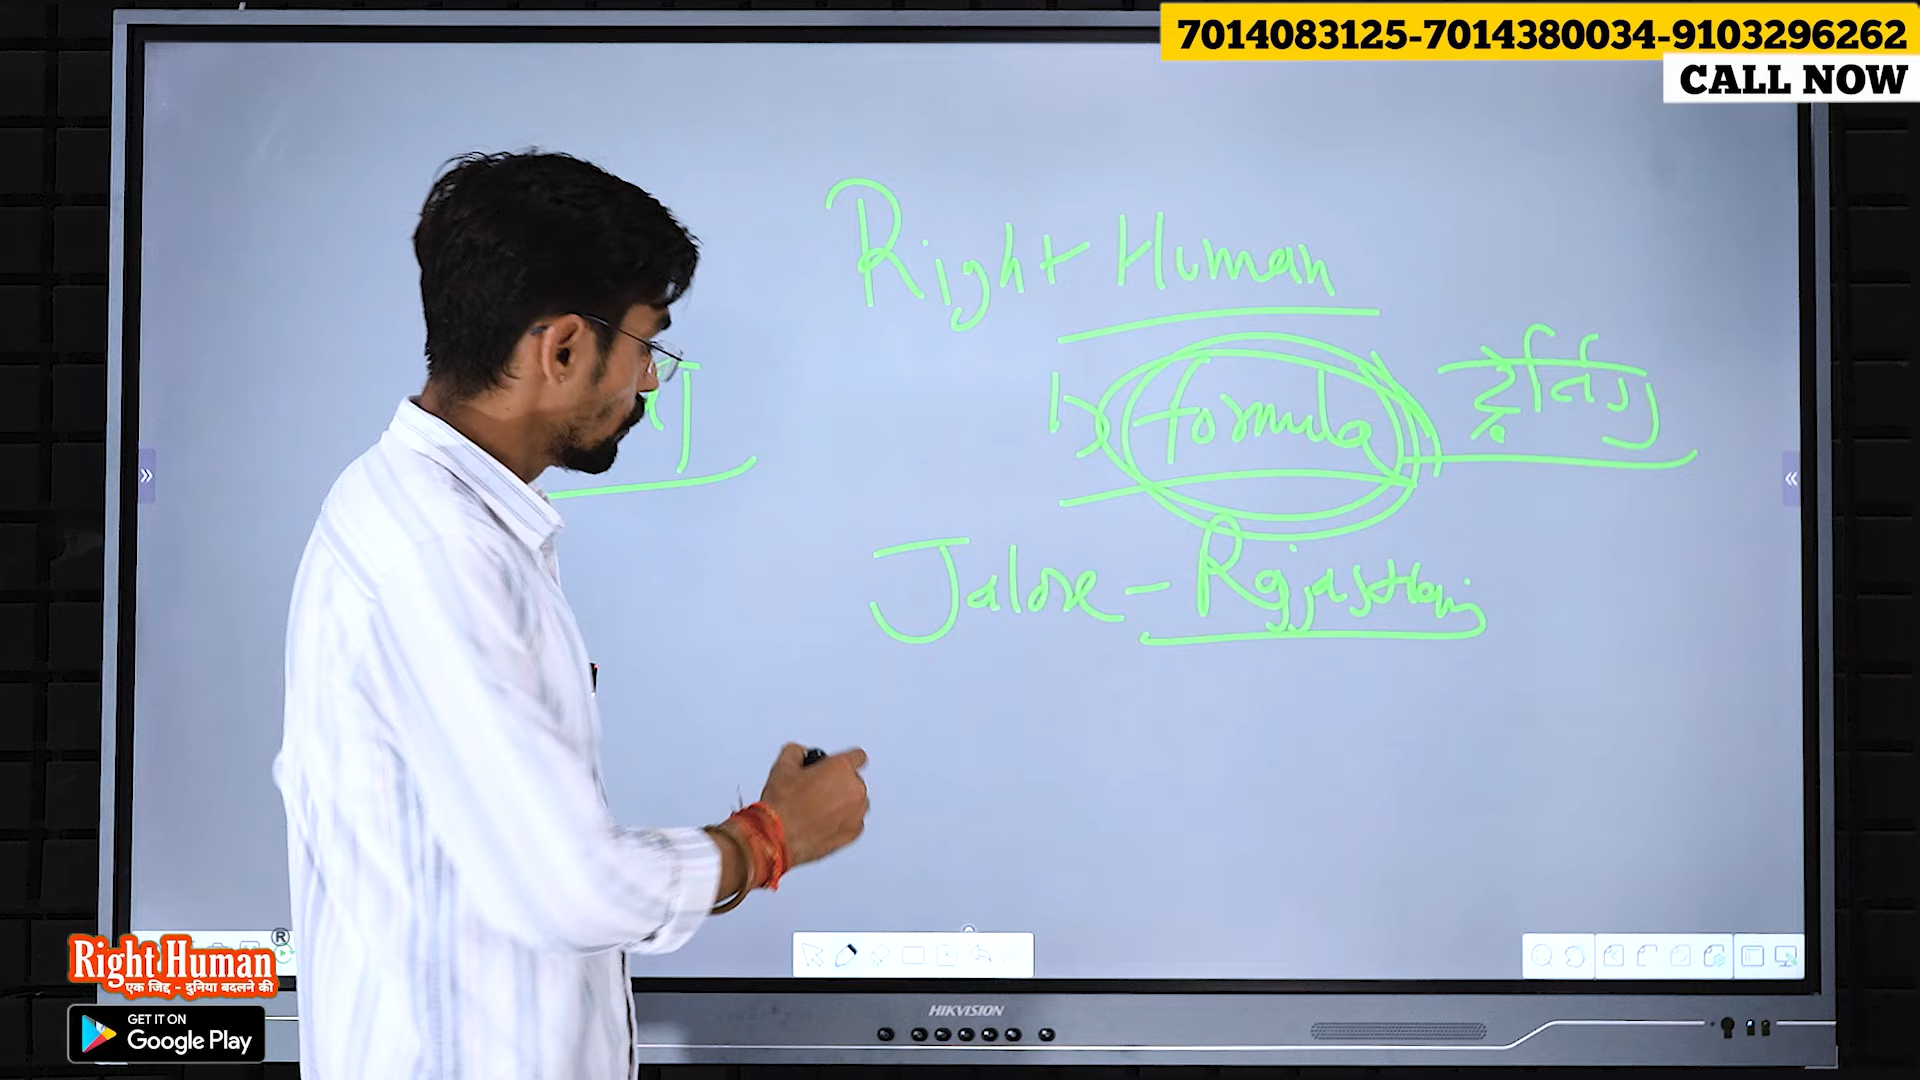 7014083125-7014380034-9103296262
CALL NOW
Right Human
1) formula ट्रेनिंग
Jalore - Rajasthan
Right Human ®
एक जिद्द - दुनिया बदलने की
GET IT ON
Google Play
HIKVISION